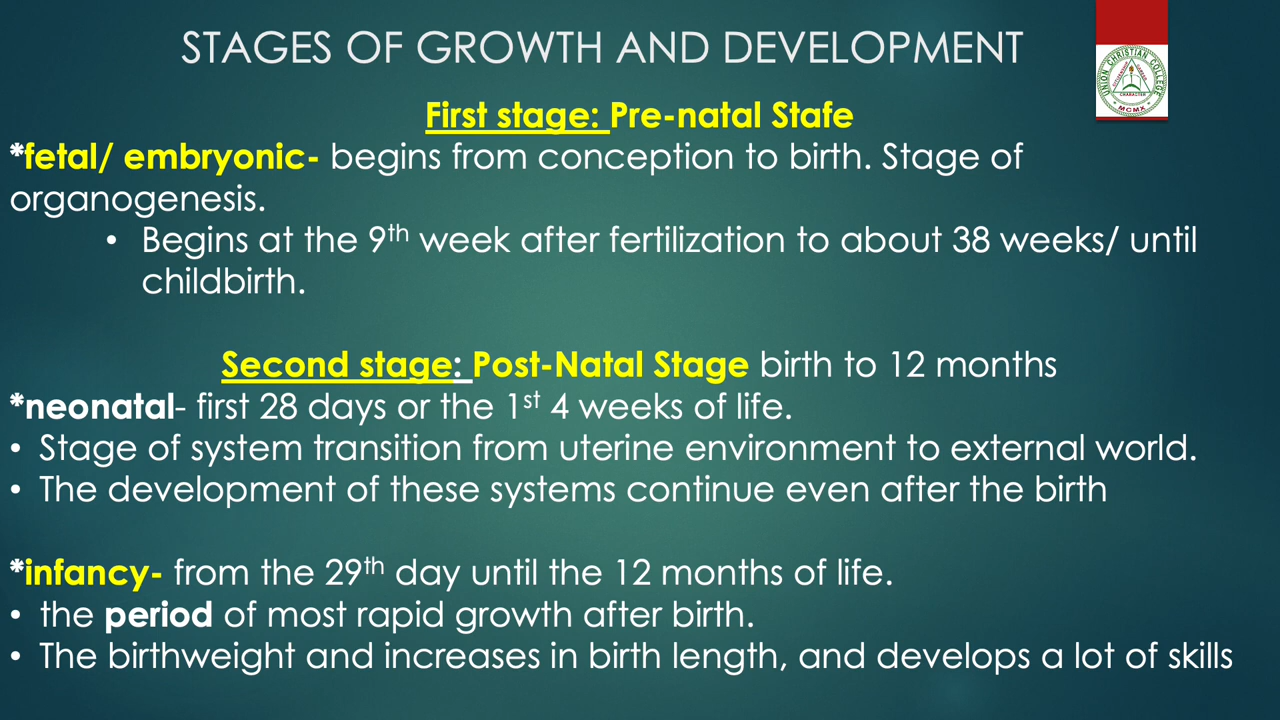 STAGES OF GROWTH AND DEVELOPMENT
UNION CHRISTIAN COLLEGE
CHARACTER
MCMX
First stage: Pre-natal Stafe
*fetal/ embryonic- begins from conception to birth. Stage of
organogenesis.
• Begins at the 9th week after fertilization to about 38 weeks/ until
childbirth.
Second stage: Post-Natal Stage birth to 12 months
*neonatal- first 28 days or the 1st 4 weeks of life.
• Stage of system transition from uterine environment to external world.
• The development of these systems continue even after the birth
*infancy- from the 29th day until the 12 months of life.
• the period of most rapid growth after birth.
• The birthweight and increases in birth length, and develops a lot of skills